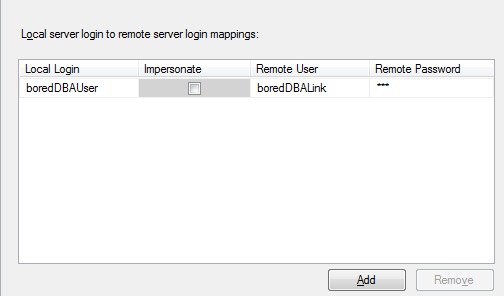 Local server login to remote server login mappings:
Local Login Impersonate Remote User Remote Password
boredDBAUser boredDBALink ***
Add Remove